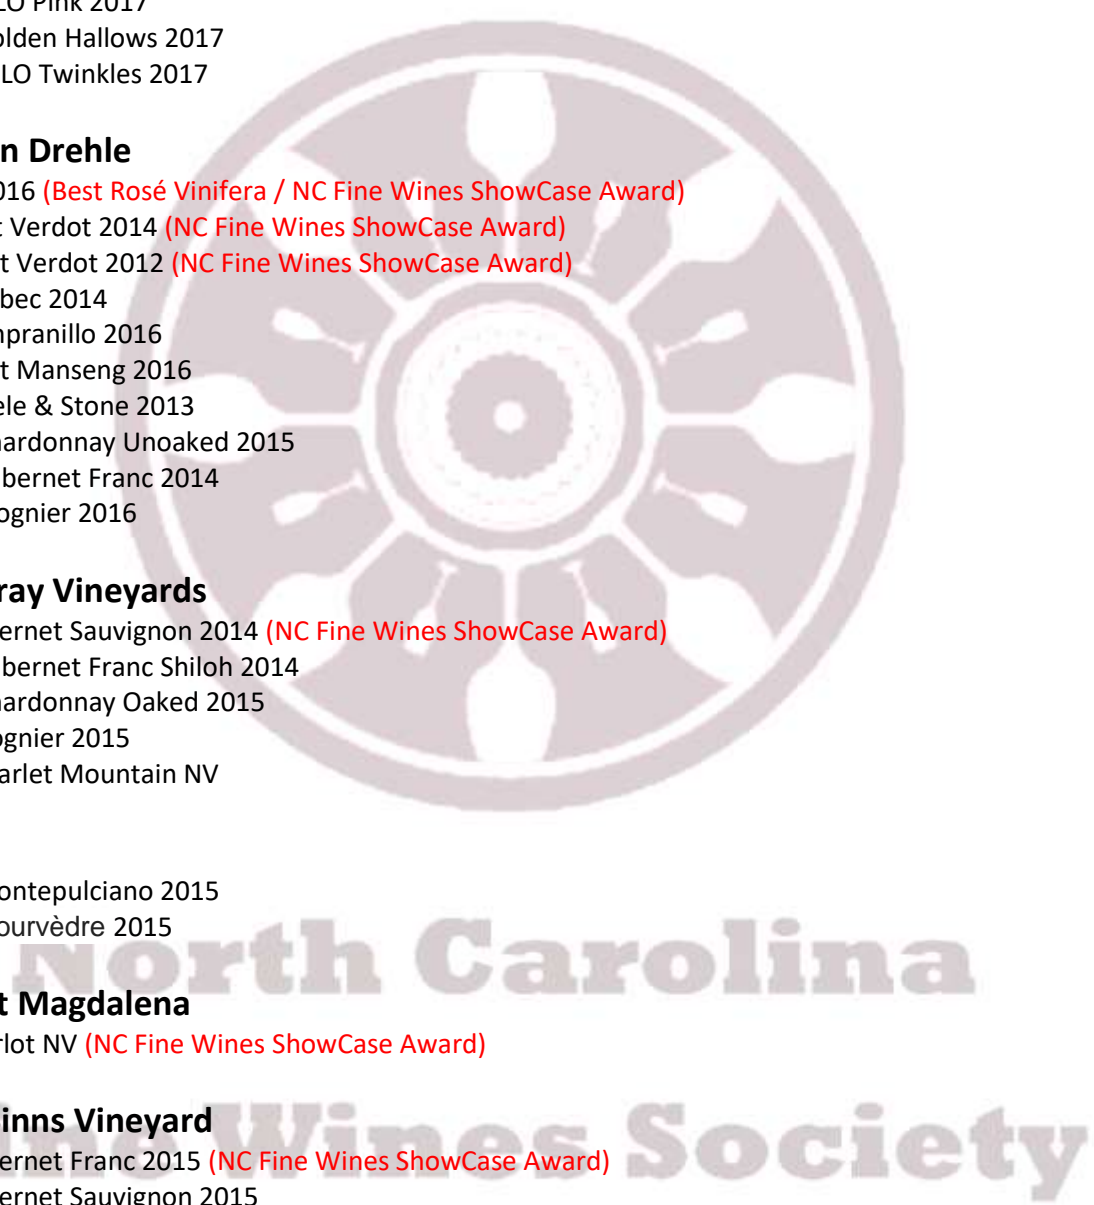 LO Pink 2017
olden Hallows 2017
LO Twinkles 2017
n Drehle
016 (Best Rosé Vinifera / NC Fine Wines ShowCase Award)
t Verdot 2014 (NC Fine Wines ShowCase Award)
t Verdot 2012 (NC Fine Wines ShowCase Award)
bec 2014
npranillo 2016
t Manseng 2016
ele & Stone 2013
ardonnay Unoaked 2015
bernet Franc 2014
ognier 2016
ray Vineyards
ernet Sauvignon 2014 (NC Fine Wines ShowCase Award)
bernet Franc Shiloh 2014
ardonnay Oaked 2015
ognier 2015
arlet Mountain NV
ontepulciano 2015
ourvèdre 2015
North Carolina
t Magdalena
rlot NV (NC Fine Wines ShowCase Award)
inns Vineyard
ine Wines Society
ernet Franc 2015 (NC Fine Wines ShowCase Award)
ernet Sauvignon 2015